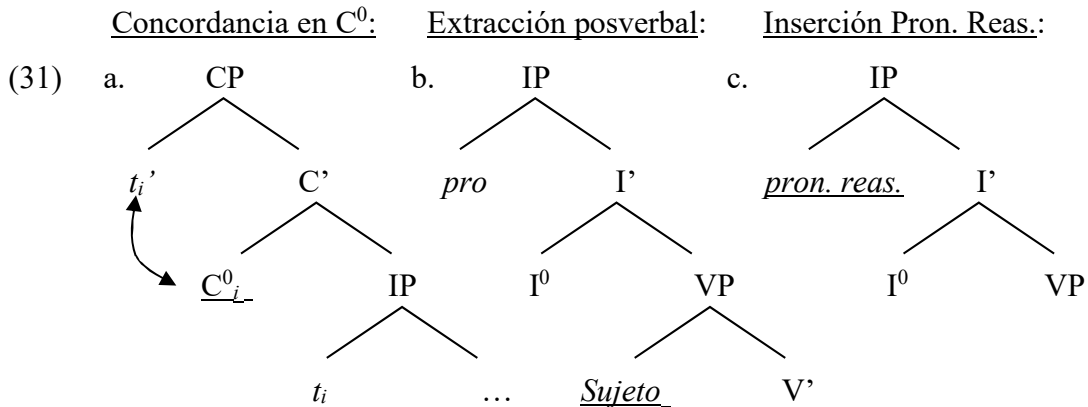 Concordancia en C⁰: Extracción posverbal: Inserción Pron. Reas.:
(31) a. CP b. IP c. IP
tᵢ’ C’ pro I’ pron. reas. I’
C⁰ᵢ IP I⁰ VP I⁰ VP
tᵢ … Sujeto V’